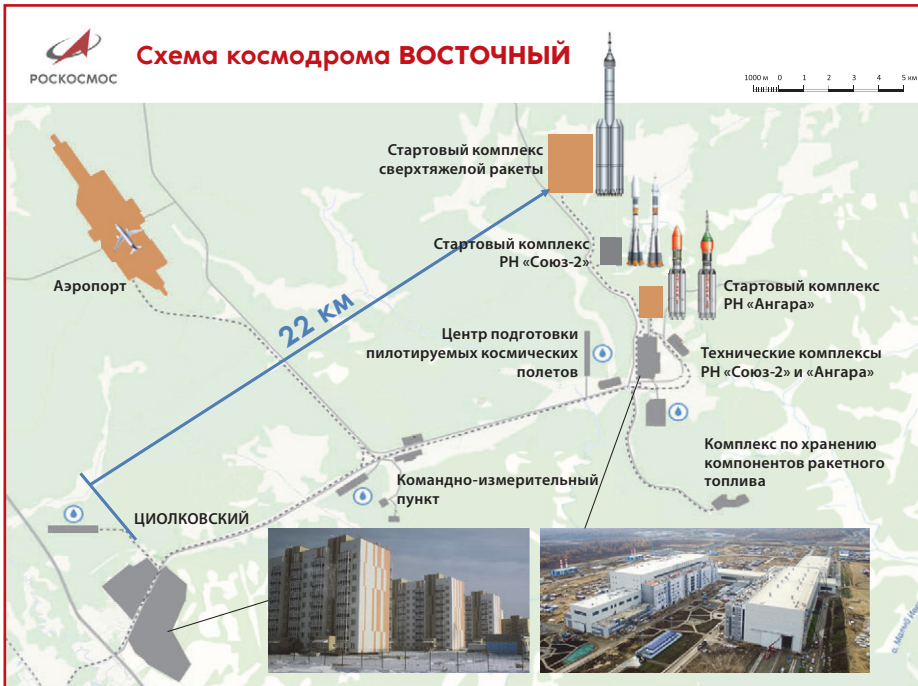 РОСКОСМОС
Схема космодрома ВОСТОЧНЫЙ
1000 м 0 1 2 3 4 5 км
Стартовый комплекс
сверхтяжелой ракеты
Стартовый комплекс
РН «Союз-2»
Аэропорт
Стартовый комплекс
РН «Ангара»
22 км
Центр подготовки
пилотируемых космических
полетов
Технические комплексы
РН «Союз-2» и «Ангара»
Комплекс по хранению
компонентов ракетного
топлива
Командно-измерительный
пункт
ЦИОЛКОВСКИЙ